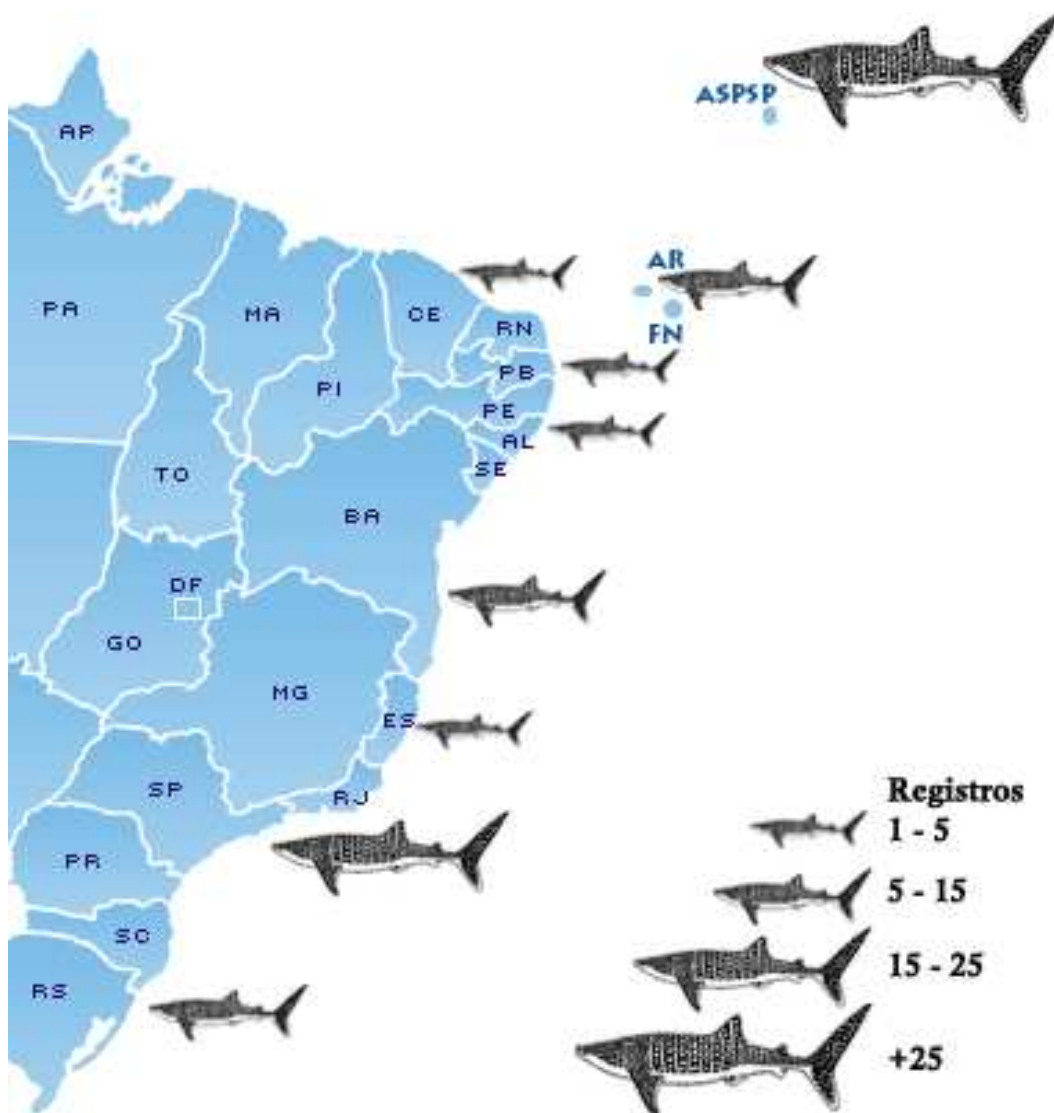 ASPSP
AP
AR
PA
MA
CE
RN
FN
PI
PB
PE
AL
SE
TO
BA
DF
GO
MG
ES
SP
RJ
Registros
1 - 5
PR
5 - 15
SC
15 - 25
RS
+25